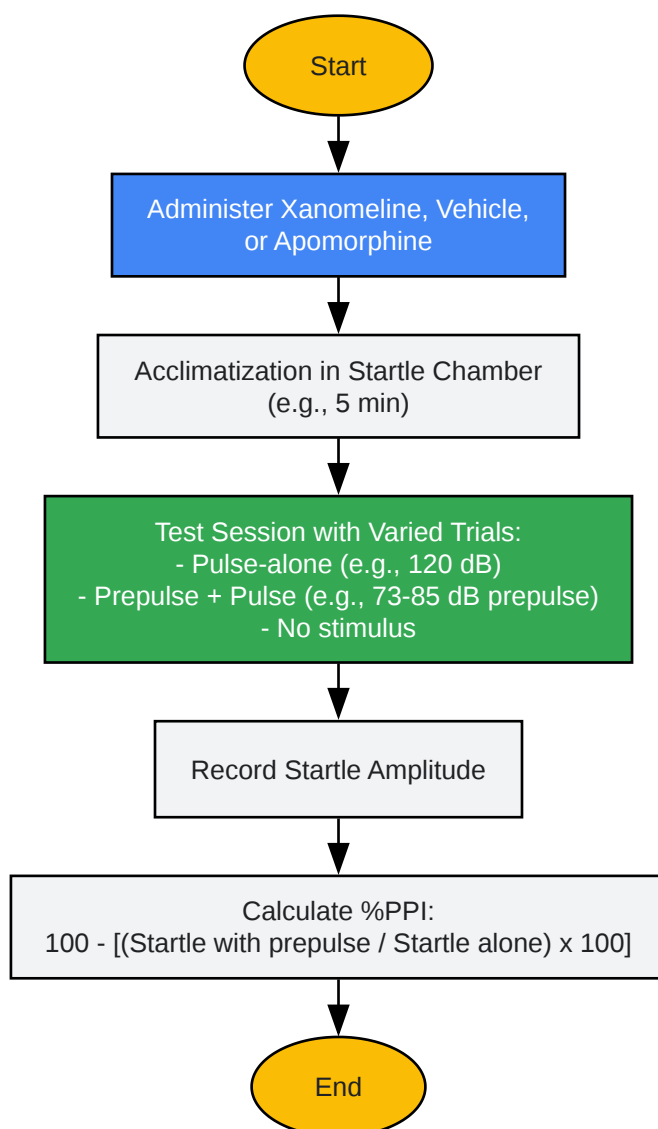 Start
Administer Xanomeline, Vehicle,
or Apomorphine
Acclimatization in Startle Chamber
(e.g., 5 min)
Test Session with Varied Trials:
- Pulse-alone (e.g., 120 dB)
- Prepulse + Pulse (e.g., 73-85 dB prepulse)
- No stimulus
Record Startle Amplitude
Calculate %PPI:
100 - [(Startle with prepulse / Startle alone) x 100]
End